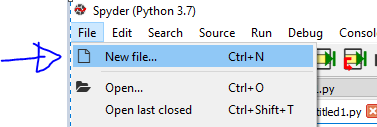 Spyder (Python 3.7)
File Edit Search Source Run Debug Consol
New file... Ctrl+N
.py
Open... Ctrl+O
Open last closed Ctrl+Shift+T
titled1.py